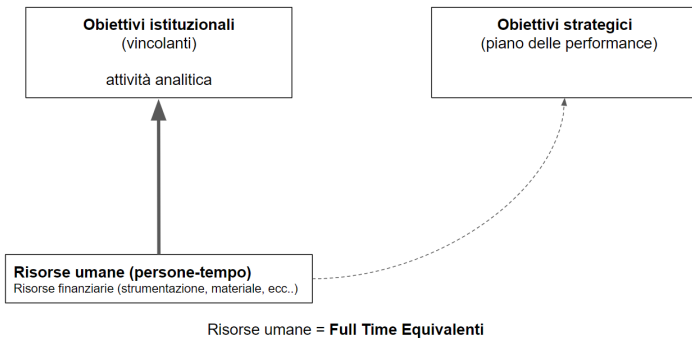 Obiettivi istituzionali
(vincolanti)
attività analitica
Obiettivi strategici
(piano delle performance)
Risorse umane (persone-tempo)
Risorse finanziarie (strumentazione, materiale, ecc..)
Risorse umane = Full Time Equivalenti